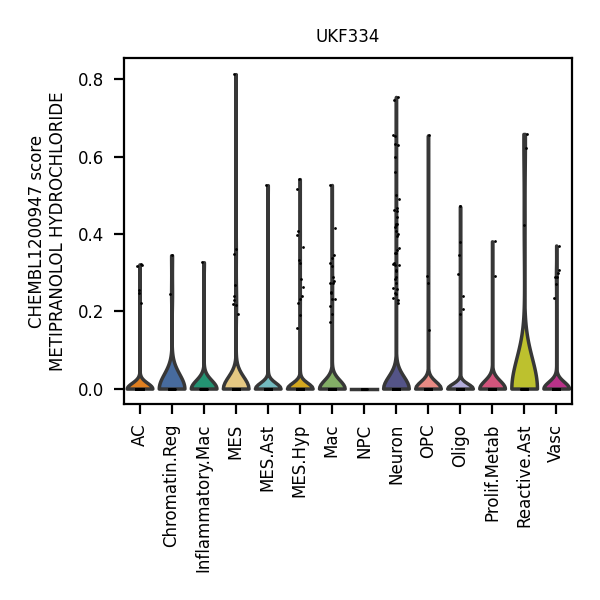 UKF334
CHEMBL1200947 score
METIPRANOLOL HYDROCHLORIDE
0.8
0.6
0.4
0.2
0.0
AC
Chromatin.Reg
Inflammatory.Mac
MES
MES.Ast
MES.Hyp
Mac
NPC
Neuron
OPC
Oligo
Prolif.Metab
Reactive.Ast
Vasc